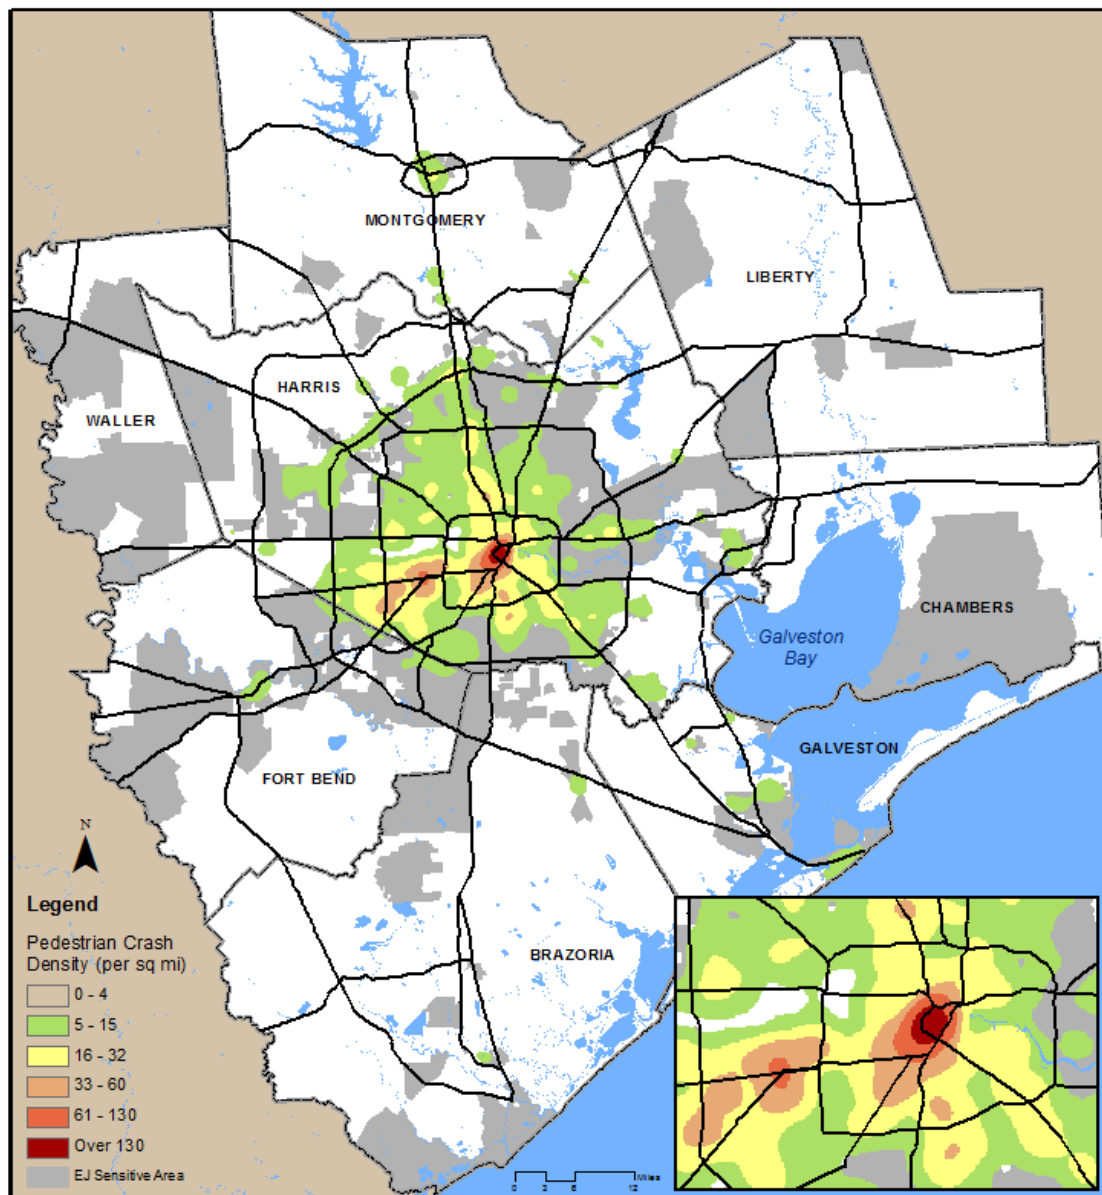 MONTGOMERY
LIBERTY
HARRIS
WALLER
CHAMBERS
Galveston
Bay
GALVESTON
FORT BEND
BRAZORIA
N
Legend
Pedestrian Crash
Density (per sq mi)
0 - 4
5 - 15
16 - 32
33 - 60
61 - 130
Over 130
EJ Sensitive Area
Miles
0 3 6 12